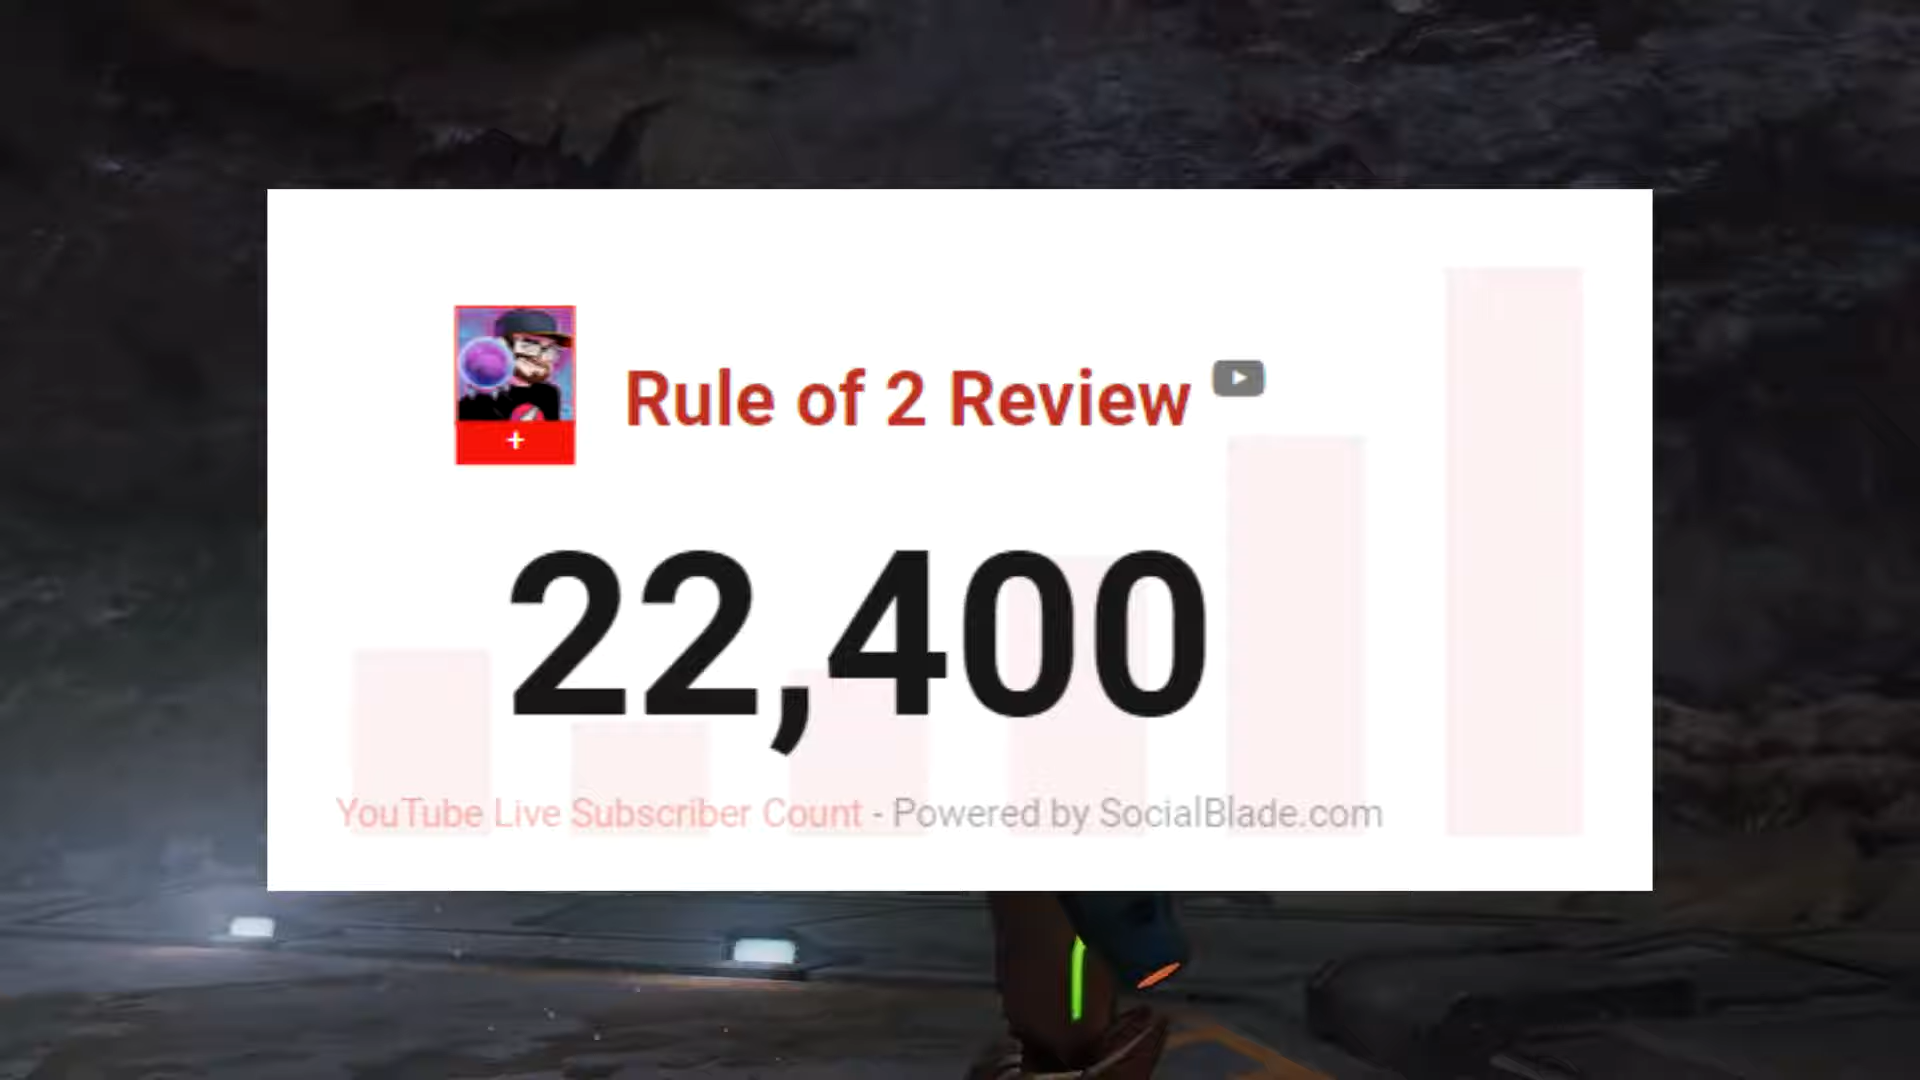 Rule of 2 Review
+
22,400
YouTube Live Subscriber Count - Powered by SocialBlade.com